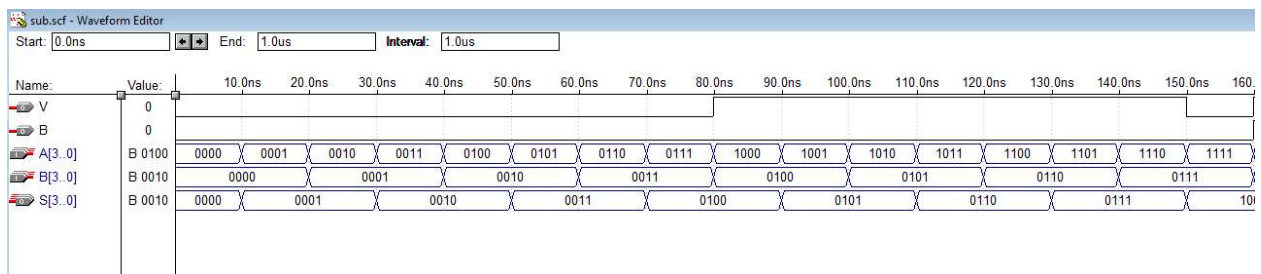 sub.scf - Waveform Editor
Start: 0.0ns End: 1.0us Interval: 1.0us
Name: Value: 10.0ns 20.0ns 30.0ns 40.0ns 50.0ns 60.0ns 70.0ns 80.0ns 90.0ns 100.0ns 110.0ns 120.0ns 130.0ns 140.0ns 150.0ns 160.
V 0
B 0
A[3..0] B 0100 0000 0001 0010 0011 0100 0101 0110 0111 1000 1001 1010 1011 1100 1101 1110 1111
B[3..0] B 0010 0000 0001 0010 0011 0100 0101 0110 0111
S[3..0] B 0010 0000 0001 0010 0011 0100 0101 0110 0111 10